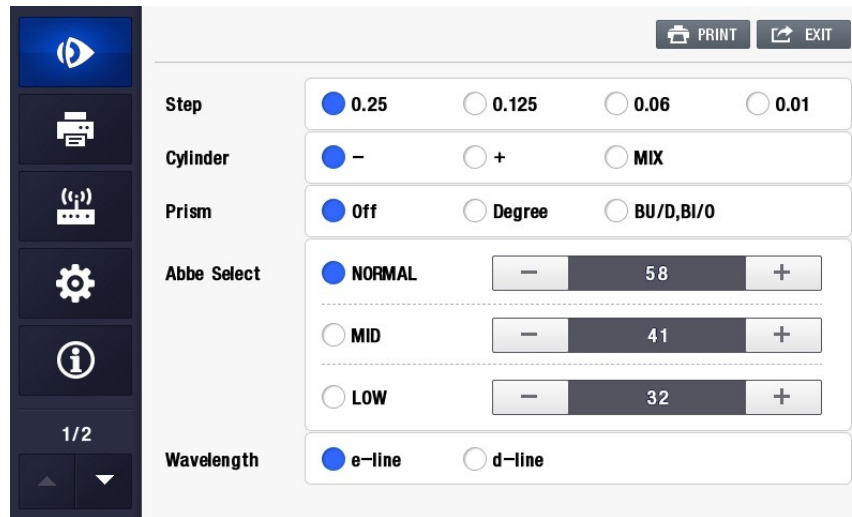 PRINT EXIT
Step 0.25 0.125 0.06 0.01
Cylinder - + MIX
Prism Off Degree BU/D,BI/O
Abbe Select NORMAL - 58 +
MID - 41 +
LOW - 32 +
1/2
Wavelength e-line d-line